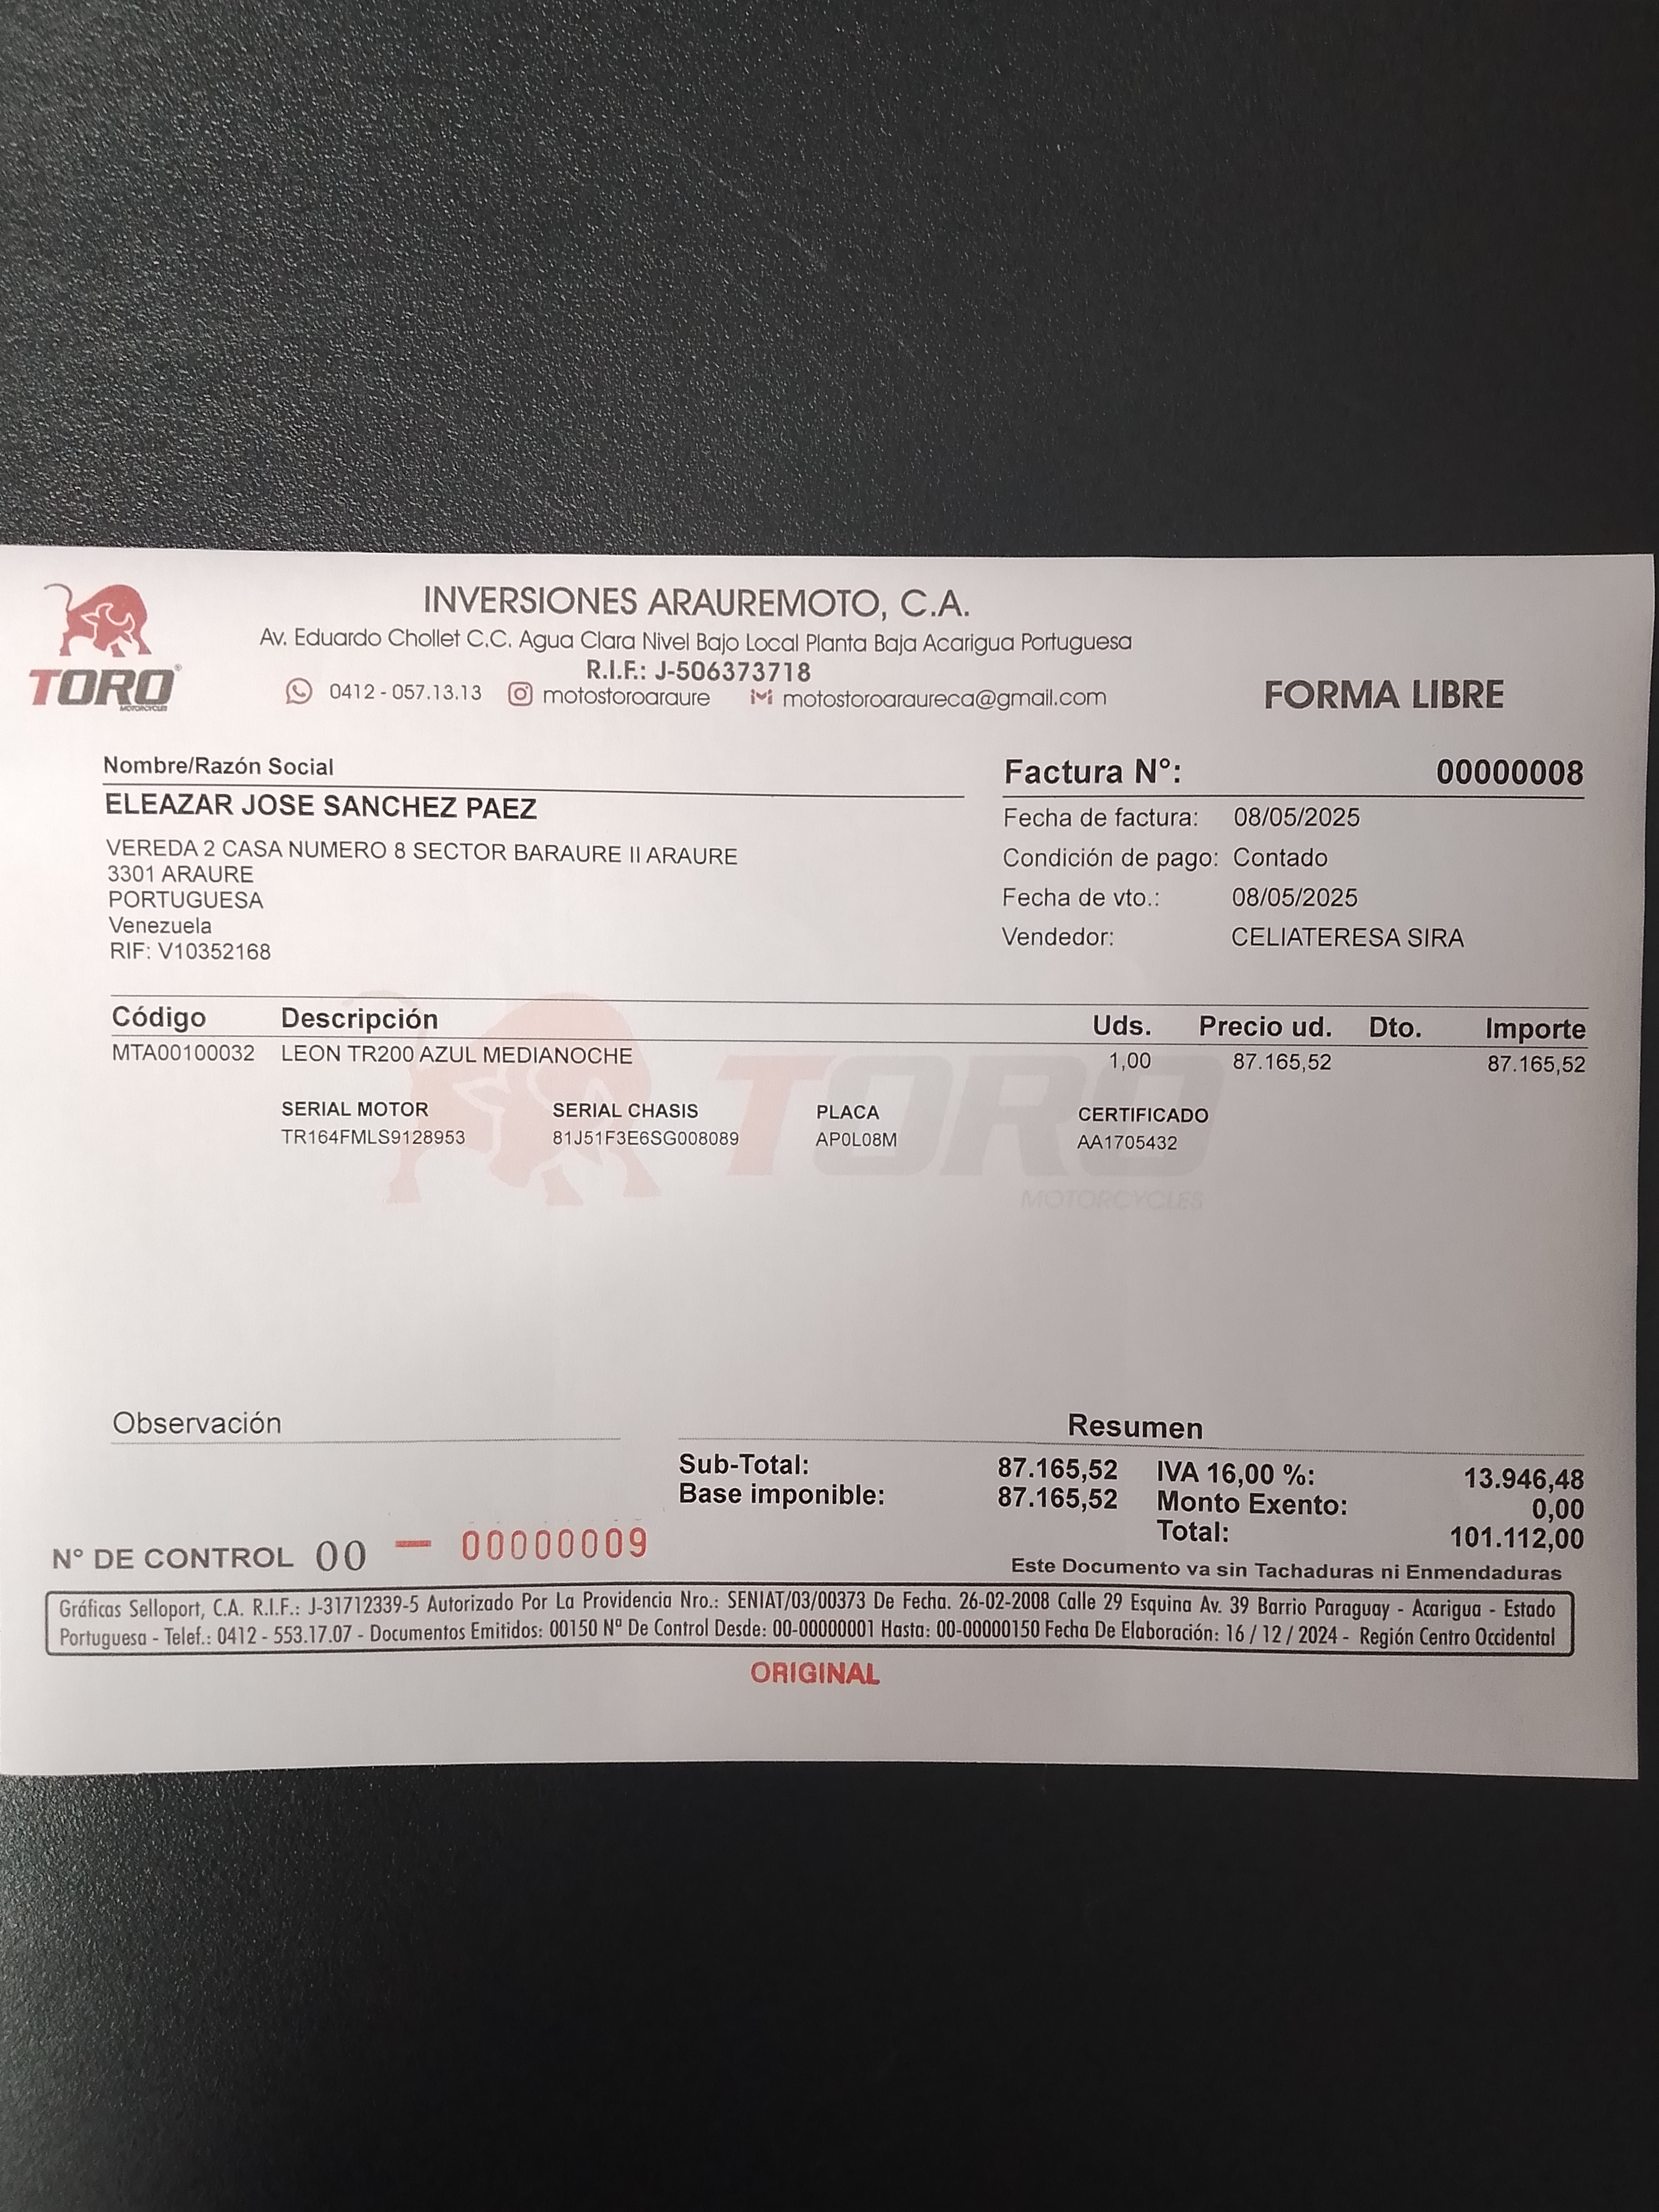 INVERSIONES ARAUREMOTO, C.A.
Av. Eduardo Chollet C.C. Agua Clara Nivel Bajo Local Planta Baja Acarigua Portuguesa
R.I.F.: J-506373718
TORO®
MOTORCYCLES
0412 - 057.13.13 motostoroaraure motostoroaraureca@gmail.com
FORMA LIBRE
Nombre/Razón Social
ELEAZAR JOSE SANCHEZ PAEZ
VEREDA 2 CASA NUMERO 8 SECTOR BARAURE II ARAURE
3301 ARAURE
PORTUGUESA
Venezuela
RIF: V10352168
Factura N°: 00000008
Fecha de factura: 08/05/2025
Condición de pago: Contado
Fecha de vto.: 08/05/2025
Vendedor: CELIATERESA SIRA
Código Descripción Uds. Precio ud. Dto. Importe
MTA00100032 LEON TR200 AZUL MEDIANOCHE 1,00 87.165,52 87.165,52
SERIAL MOTOR SERIAL CHASIS PLACA CERTIFICADO
TR164FMLS9128953 81J51F3E6SG008089 AP0L08M AA1705432
TORO
MOTORCYCLES
Observación
Resumen
Sub-Total: 87.165,52 IVA 16,00 %: 13.946,48
Base imponible: 87.165,52 Monto Exento: 0,00
Total: 101.112,00
N° DE CONTROL 00 — 00000009
Este Documento va sin Tachaduras ni Enmendaduras
Gráficas Selloport, C.A. R.I.F.: J-31712339-5 Autorizado Por La Providencia Nro.: SENIAT/03/00373 De Fecha. 26-02-2008 Calle 29 Esquina Av. 39 Barrio Paraguay - Acarigua - Estado
Portuguesa - Telef.: 0412 - 553.17.07 - Documentos Emitidos: 00150 Nº De Control Desde: 00-00000001 Hasta: 00-00000150 Fecha De Elaboración: 16 / 12 / 2024 - Región Centro Occidental
ORIGINAL